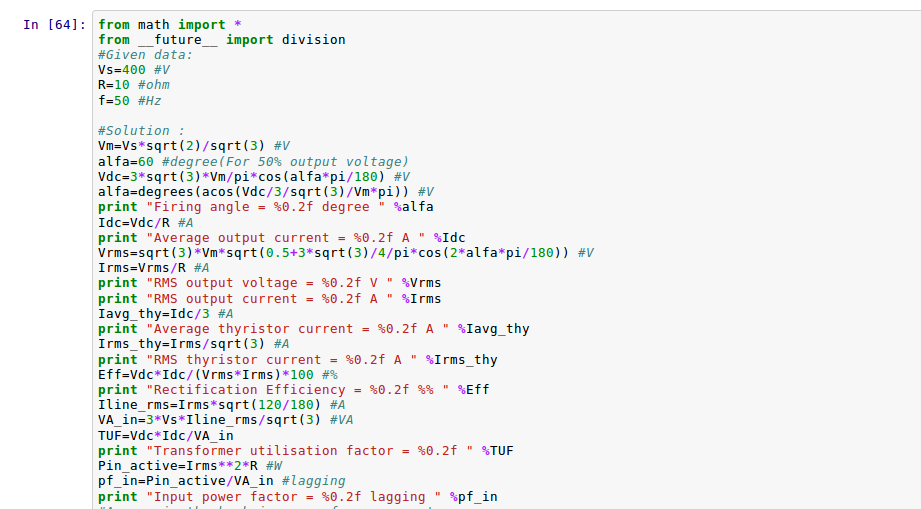 In [64]: from math import *
from __future__ import division
#Given data:
Vs=400 #V
R=10 #ohm
f=50 #Hz
#Solution :
Vm=Vs*sqrt(2)/sqrt(3) #V
alfa=60 #degree(For 50% output voltage)
Vdc=3*sqrt(3)*Vm/pi*cos(alfa*pi/180) #V
alfa=degrees(acos(Vdc/3/sqrt(3)/Vm*pi)) #V
print "Firing angle = %0.2f degree " %alfa
Idc=Vdc/R #A
print "Average output current = %0.2f A " %Idc
Vrms=sqrt(3)*Vm*sqrt(0.5+3*sqrt(3)/4/pi*cos(2*alfa*pi/180)) #V
Irms=Vrms/R #A
print "RMS output voltage = %0.2f V " %Vrms
print "RMS output current = %0.2f A " %Irms
Iavg_thy=Idc/3 #A
print "Average thyristor current = %0.2f A " %Iavg_thy
Irms_thy=Irms/sqrt(3) #A
print "RMS thyristor current = %0.2f A " %Irms_thy
Eff=Vdc*Idc/(Vrms*Irms)*100 #%
print "Rectification Efficiency = %0.2f %% " %Eff
Iline_rms=Irms*sqrt(120/180) #A
VA_in=3*Vs*Iline_rms/sqrt(3) #VA
TUF=Vdc*Idc/VA_in
print "Transformer utilisation factor = %0.2f " %TUF
Pin_active=Irms**2*R #W
pf_in=Pin_active/VA_in #lagging
print "Input power factor = %0.2f lagging " %pf_in